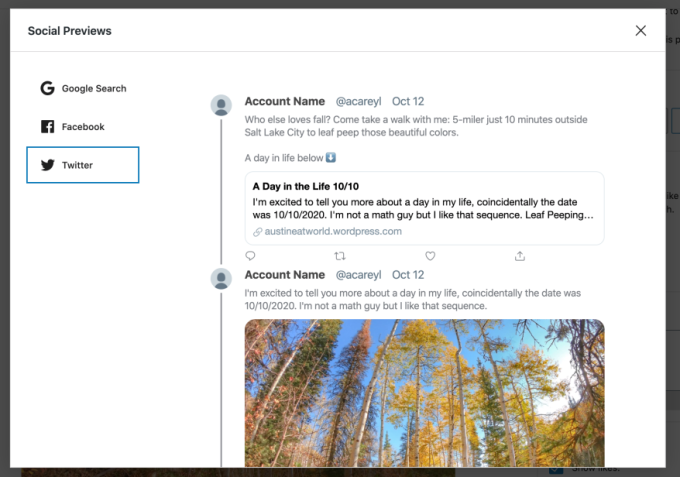 Social Previews
Google Search
Facebook
Twitter
Account Name @acareyl Oct 12
Who else loves fall? Come take a walk with me: 5-miler just 10 minutes outside
Salt Lake City to leaf peep those beautiful colors.
A day in life below ⬇️
A Day in the Life 10/10
I'm excited to tell you more about a day in my life, coincidentally the date
was 10/10/2020. I'm not a math guy but I like that sequence. Leaf Peeping…
austineatworld.wordpress.com
Account Name @acareyl Oct 12
I'm excited to tell you more about a day in my life, coincidentally the date was
10/10/2020. I'm not a math guy but I like that sequence.
Show likes.